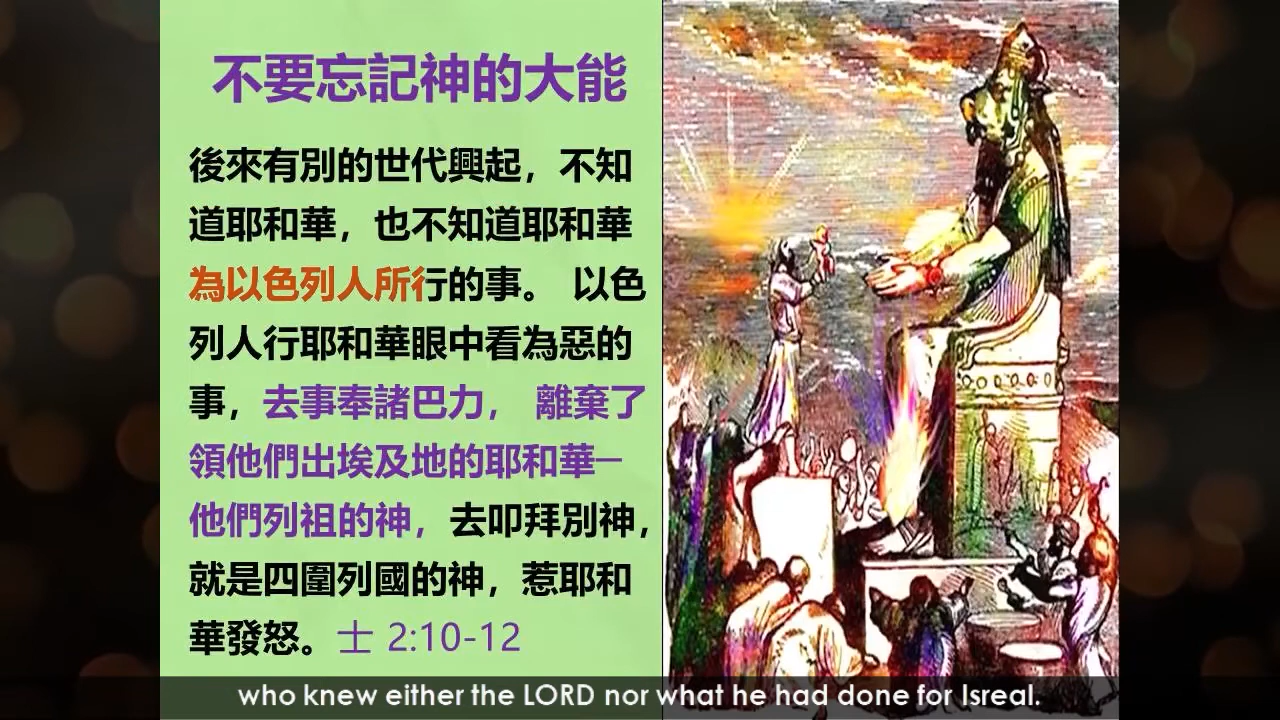 不要忘記神的大能
後來有別的世代興起，不知
道耶和華，也不知道耶和華
為以色列人所行的事。 以色
列人行耶和華眼中看為惡的
事，去事奉諸巴力， 離棄了
領他們出埃及地的耶和華─
他們列祖的神，去叩拜別神，
就是四圍列國的神，惹耶和
華發怒。士 2:10-12
who knew either the LORD nor what he had done for Isreal.